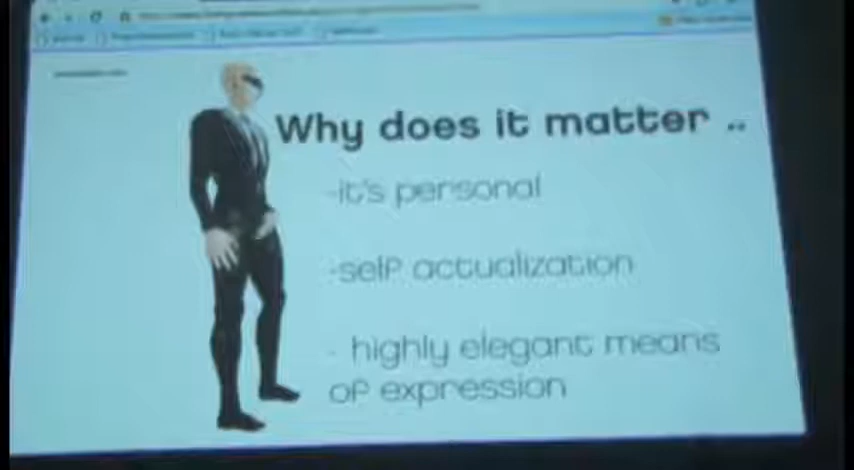 Why does it matter ..
-it's personal
-self actualization
- highly elegant means
of expression